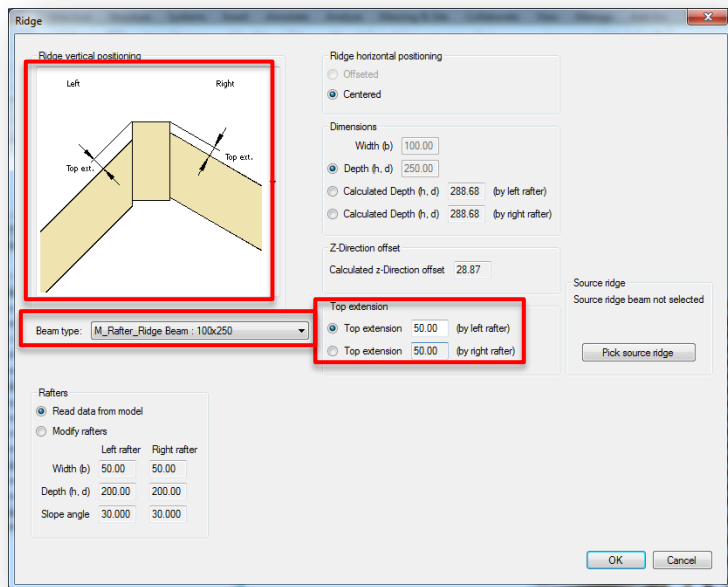 Ridge
x
Ridge vertical positioning
Left Right
Top ext. Top ext.
Beam type: M_Rafter_Ridge Beam : 100x250
Rafters
Read data from model
Modify rafters
Left rafter Right rafter
Width (b) 50.00 50.00
Depth (h, d) 200.00 200.00
Slope angle 30.000 30.000
Ridge horizontal positioning
Offseted
Centered
Dimensions
Width (b) 100.00
Depth (h, d) 250.00
Calculated Depth (h, d) 288.68 (by left rafter)
Calculated Depth (h, d) 288.68 (by right rafter)
Z-Direction offset
Calculated z-Direction offset 28.87
Top extension
Top extension 50.00 (by left rafter)
Top extension 50.00 (by right rafter)
Source ridge
Source ridge beam not selected
Pick source ridge
OK Cancel